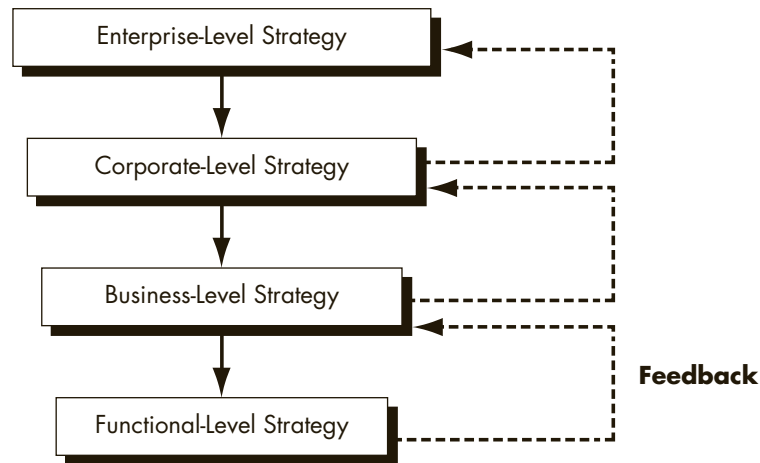 Enterprise-Level Strategy
Corporate-Level Strategy
Business-Level Strategy
Feedback
Functional-Level Strategy